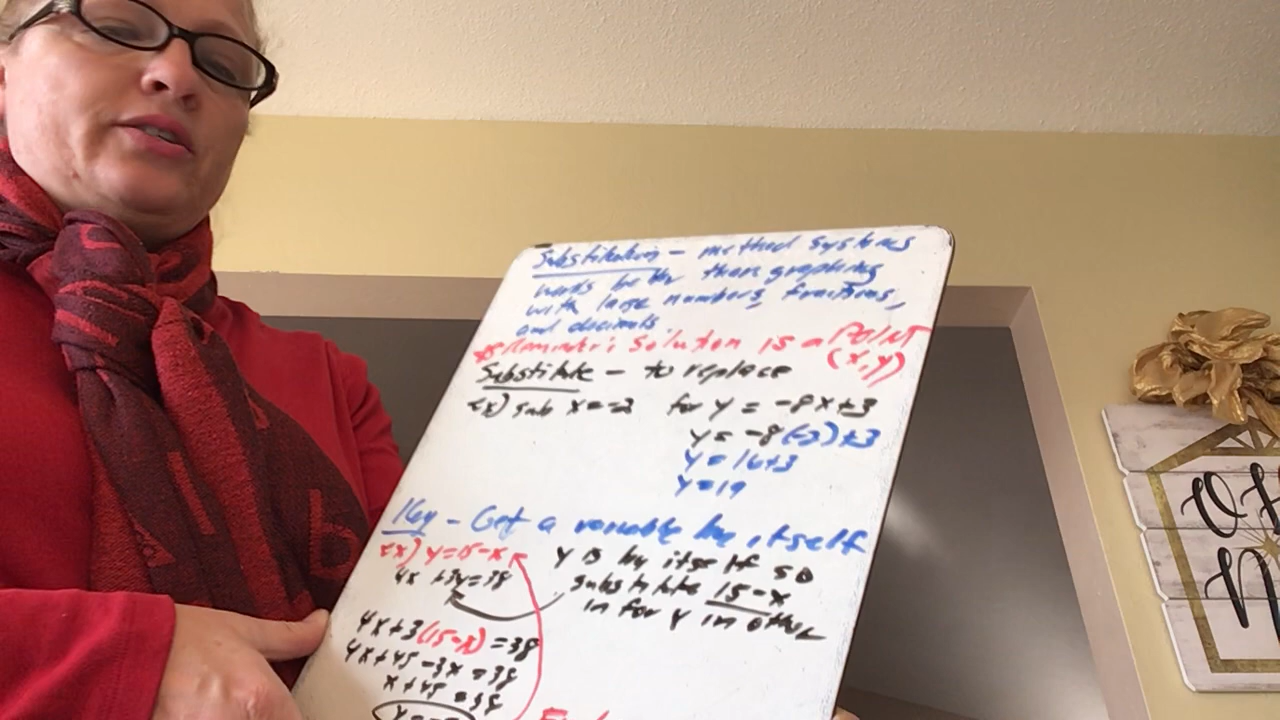 Substitution - method systems
works better than graphing
with large numbers, fractions,
and decimals.
Reminder: Solution is a POINT
(x,y)
Substitute - to replace
ex) sub x=-2 for y = -8x+3
y = -8(-2)+3
y = 16+3
y = 19
Key - Get a variable by itself
ex) y=15-x
4x+3y=38
y is by itself so
substitute 15-x
in for y in other
4x+3(15-x)=38
4x+45-3x=38
x+45=38